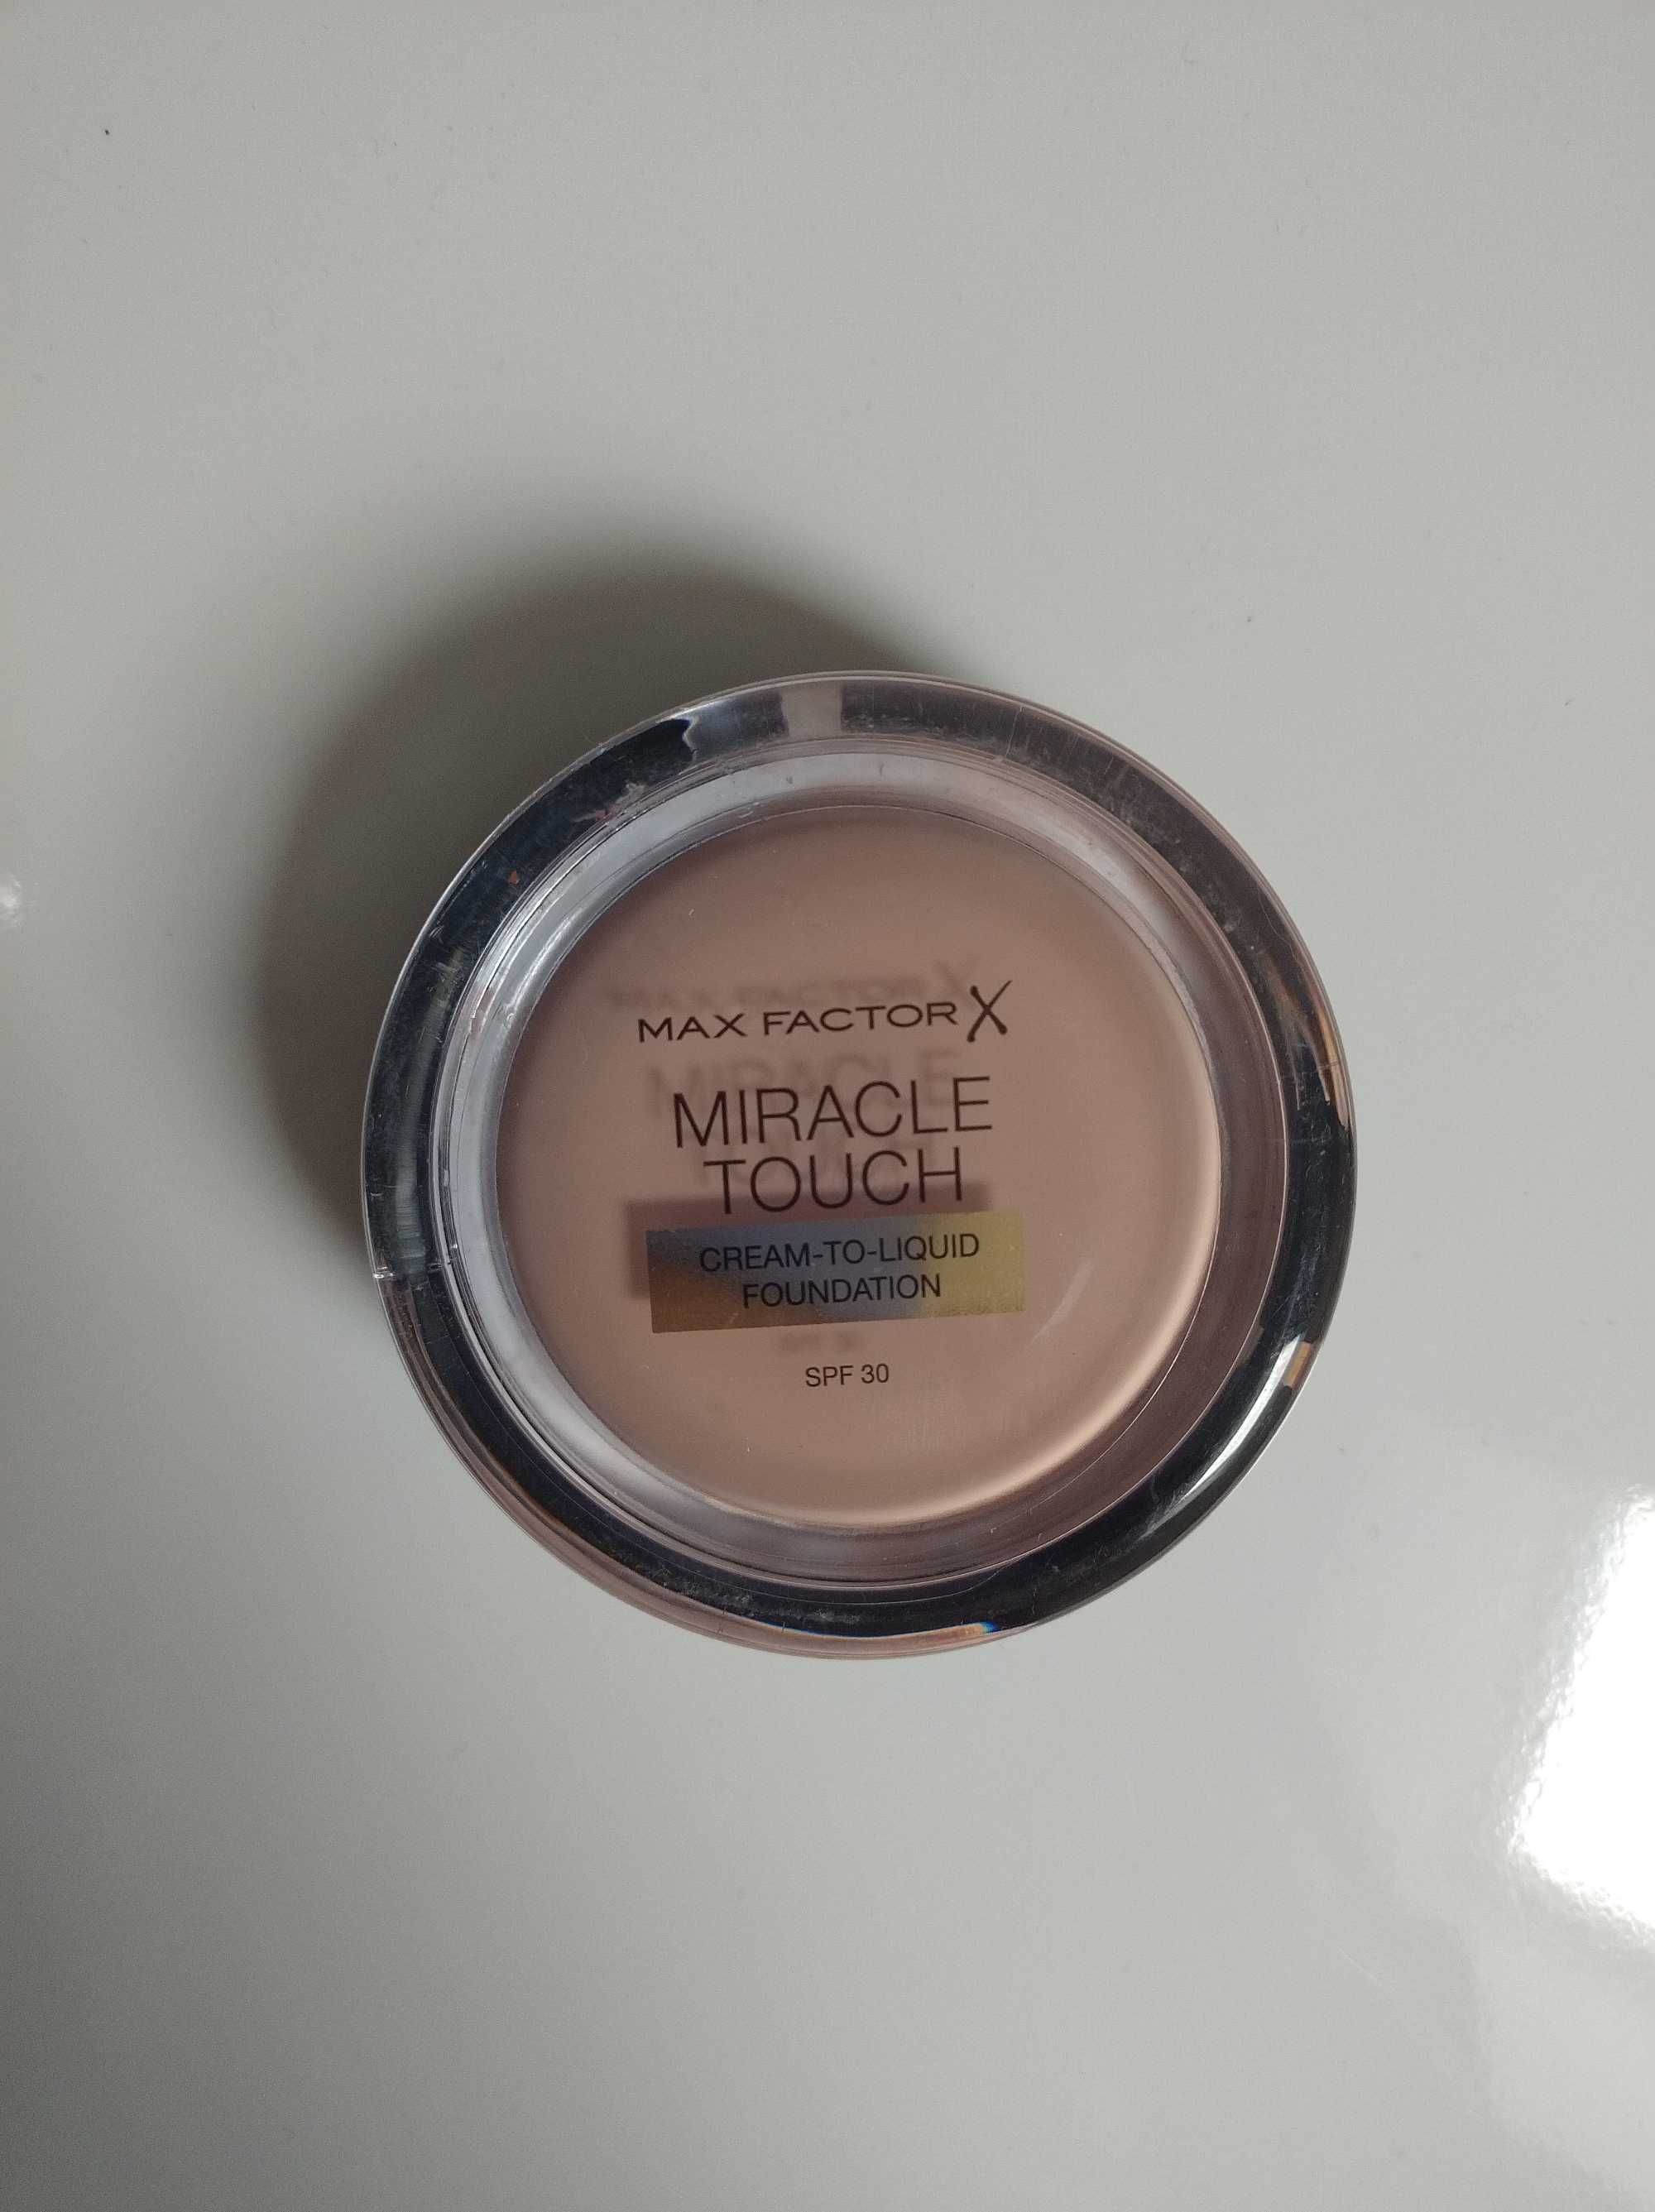 MAX FACTOR X
MIRACLE
TOUCH
CREAM-TO-LIQUID
FOUNDATION
SPF 30